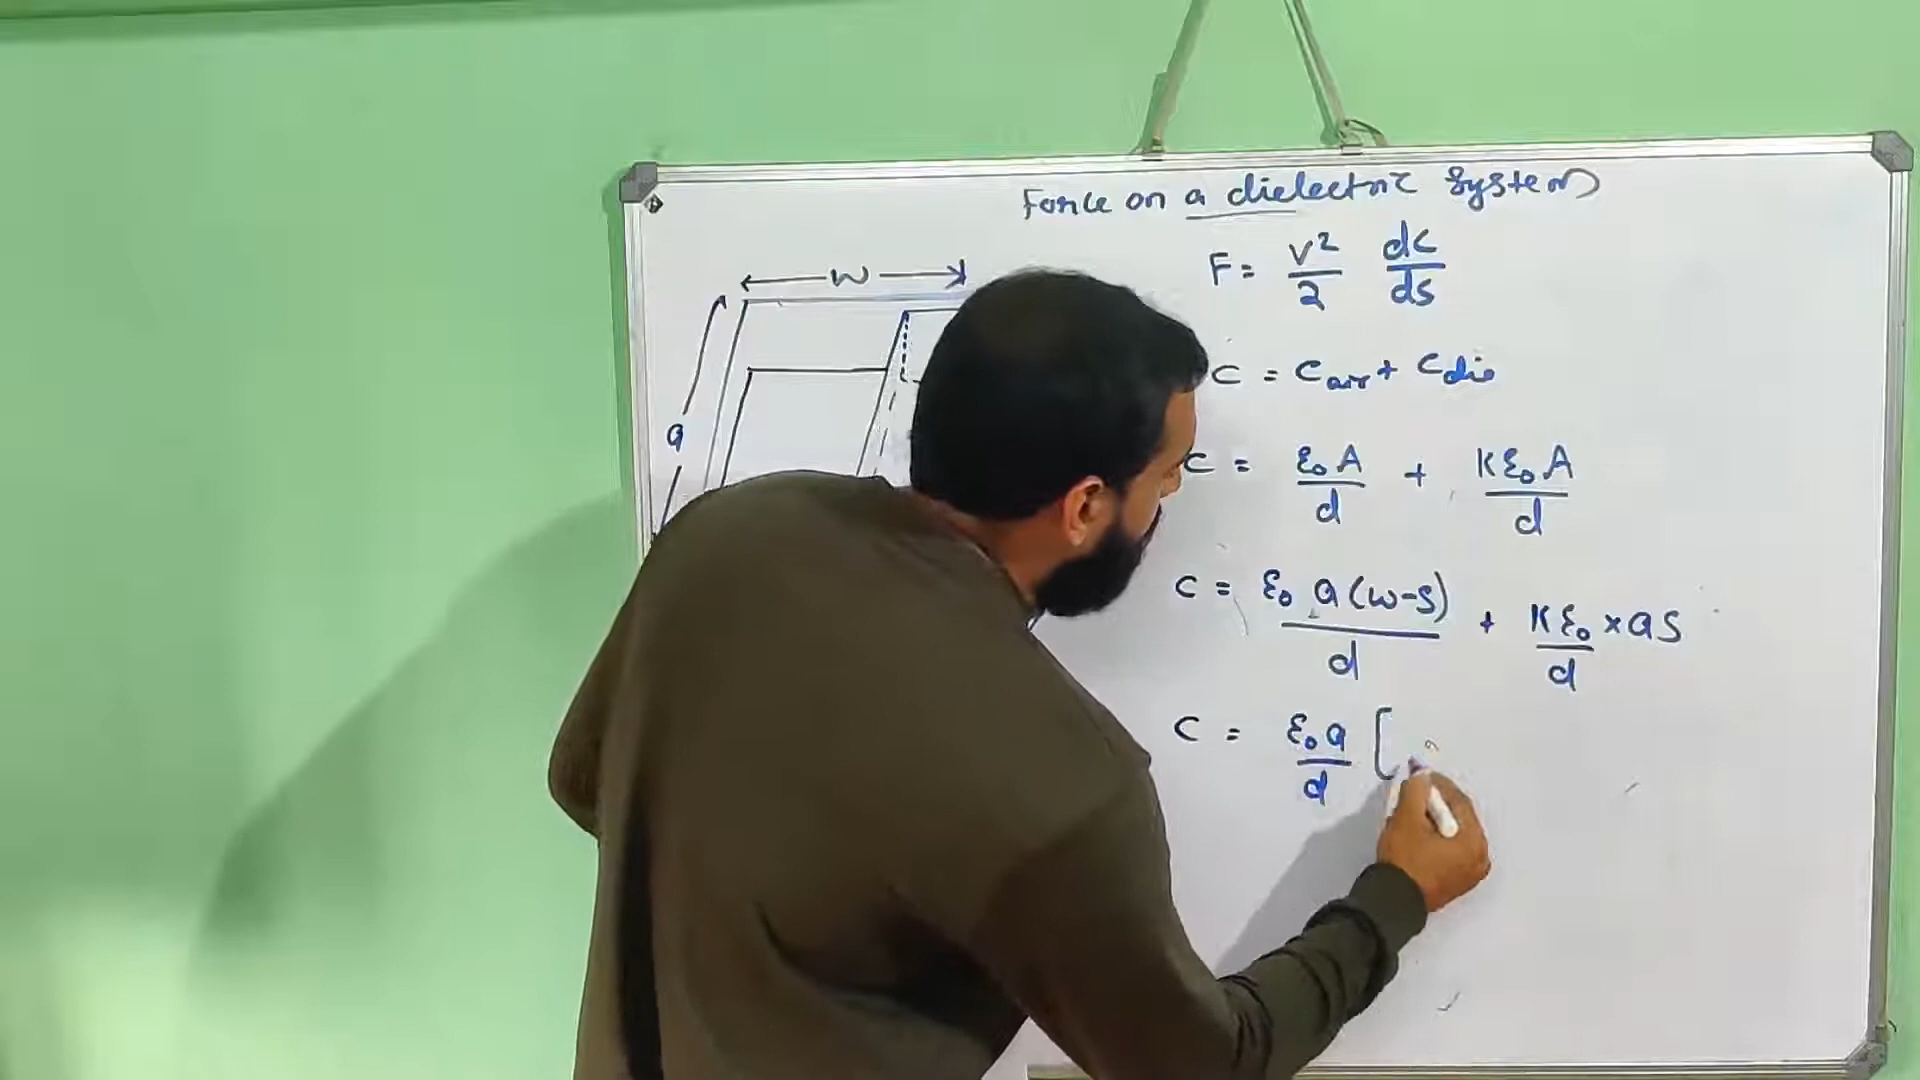 Force on a dielectric System
F = V²/2 dC/dS
W
C = Cair + Cdie
a
C = ε₀A/d + Kε₀A/d
C = ε₀ a(w-S)/d + Kε₀/d × aS
C = ε₀a/d [